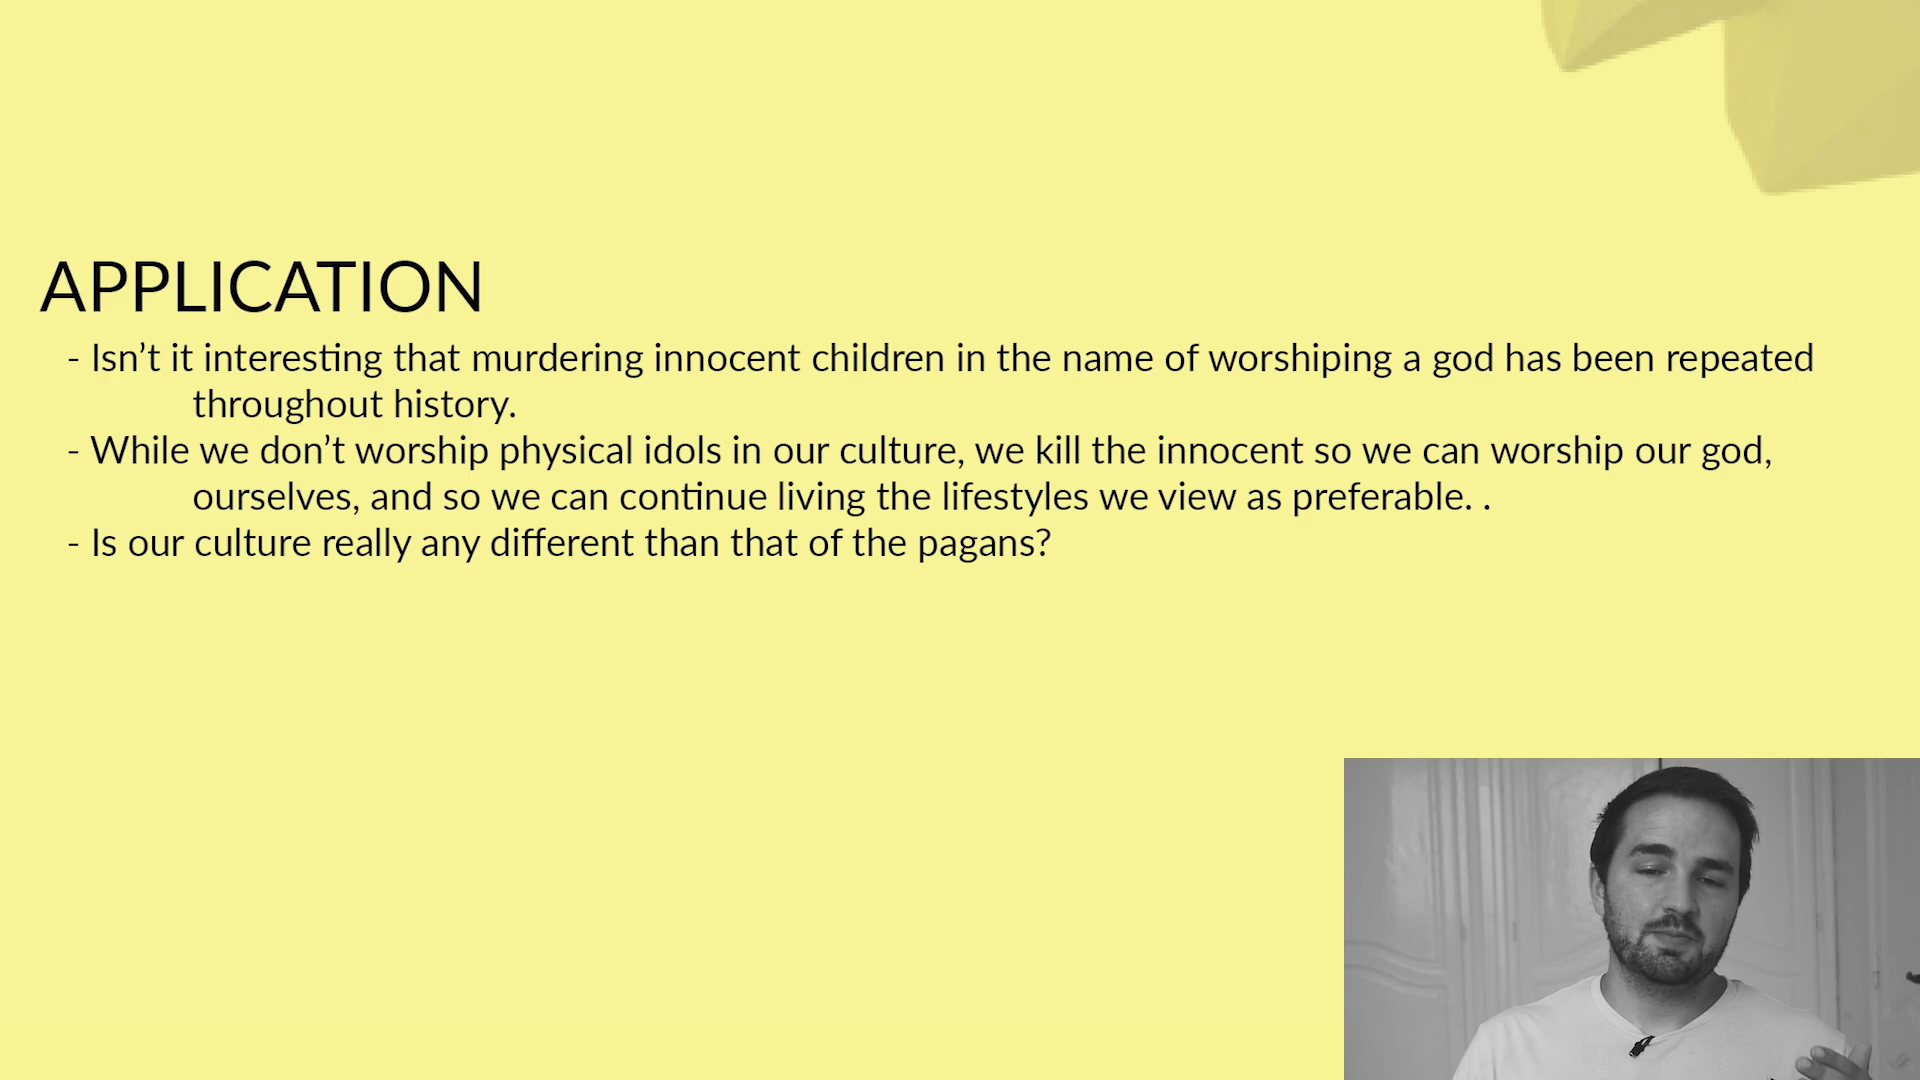 APPLICATION
- Isn’t it interesting that murdering innocent children in the name of worshiping a god has been repeated
throughout history.
- While we don’t worship physical idols in our culture, we kill the innocent so we can worship our god,
ourselves, and so we can continue living the lifestyles we view as preferable. .
- Is our culture really any different than that of the pagans?